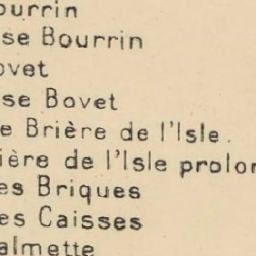 ourrin
se Bourrin
ovet
se Bovet
e Brière de l'Isle.
ière de l'Isle prolon
es Briques
es Caisses
almette